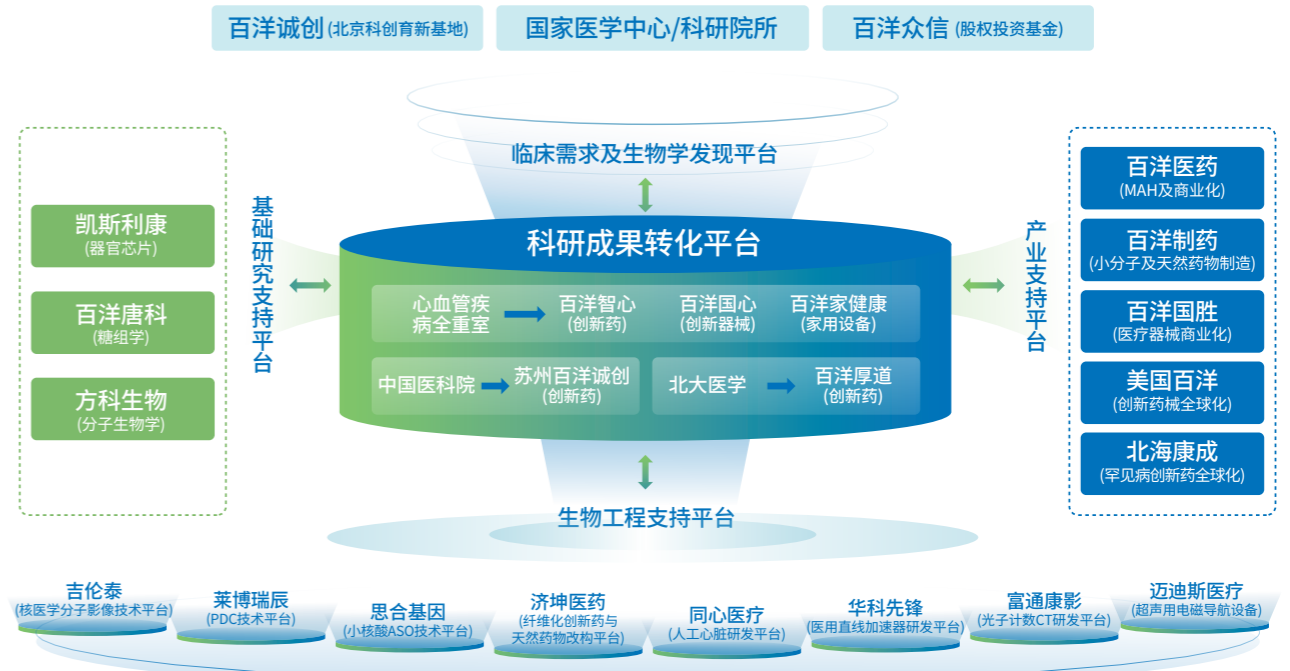 百洋诚创(北京科创育新基地)
国家医学中心/科研院所
百洋众信(股权投资基金)
临床需求及生物学发现平台
凯斯利康
(器官芯片)
百洋唐科
(糖组学)
方科生物
(分子生物学)
基础研究支持平台
科研成果转化平台
心血管疾
病全重室
百洋智心
(创新药)
百洋国心
(创新器械)
百洋家健康
(家用设备)
中国医科院
苏州百洋诚创
(创新药)
北大医学
百洋厚道
(创新药)
产业支持平台
百洋医药
(MAH及商业化)
百洋制药
(小分子及天然药物制造)
百洋国胜
(医疗器械商业化)
美国百洋
(创新药械全球化)
北海康成
(罕见病创新药全球化)
生物工程支持平台
吉伦泰
(核医学分子影像技术平台)
莱博瑞辰
(PDC技术平台)
思合基因
(小核酸ASO技术平台)
济坤医药
(纤维化创新药与
天然药物改构平台)
同心医疗
(人工心脏研发平台)
华科先锋
(医用直线加速器研发平台)
富通康影
(光子计数CT研发平台)
迈迪斯医疗
(超声用电磁导航设备)